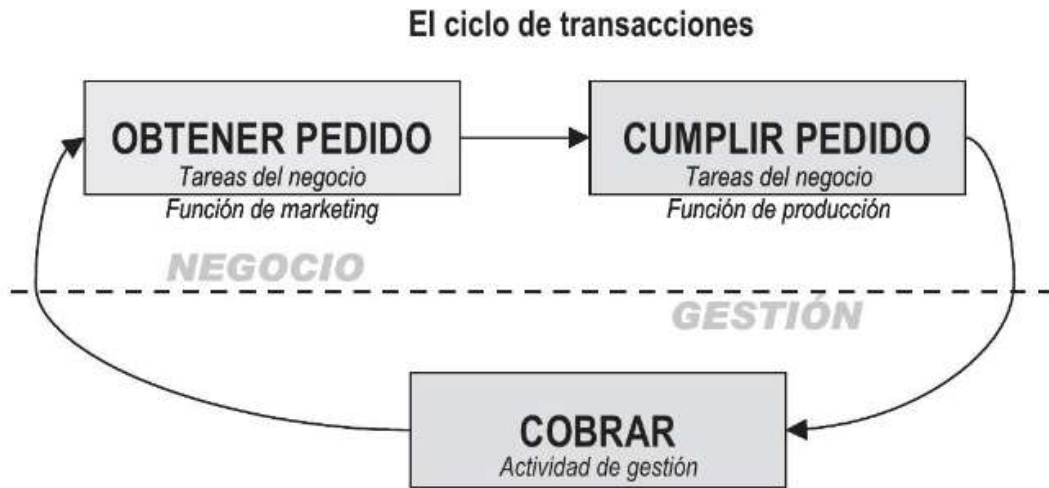 El ciclo de transacciones
OBTENER PEDIDO
Tareas del negocio
Función de marketing
CUMPLIR PEDIDO
Tareas del negocio
Función de producción
NEGOCIO
GESTIÓN
COBRAR
Actividad de gestión